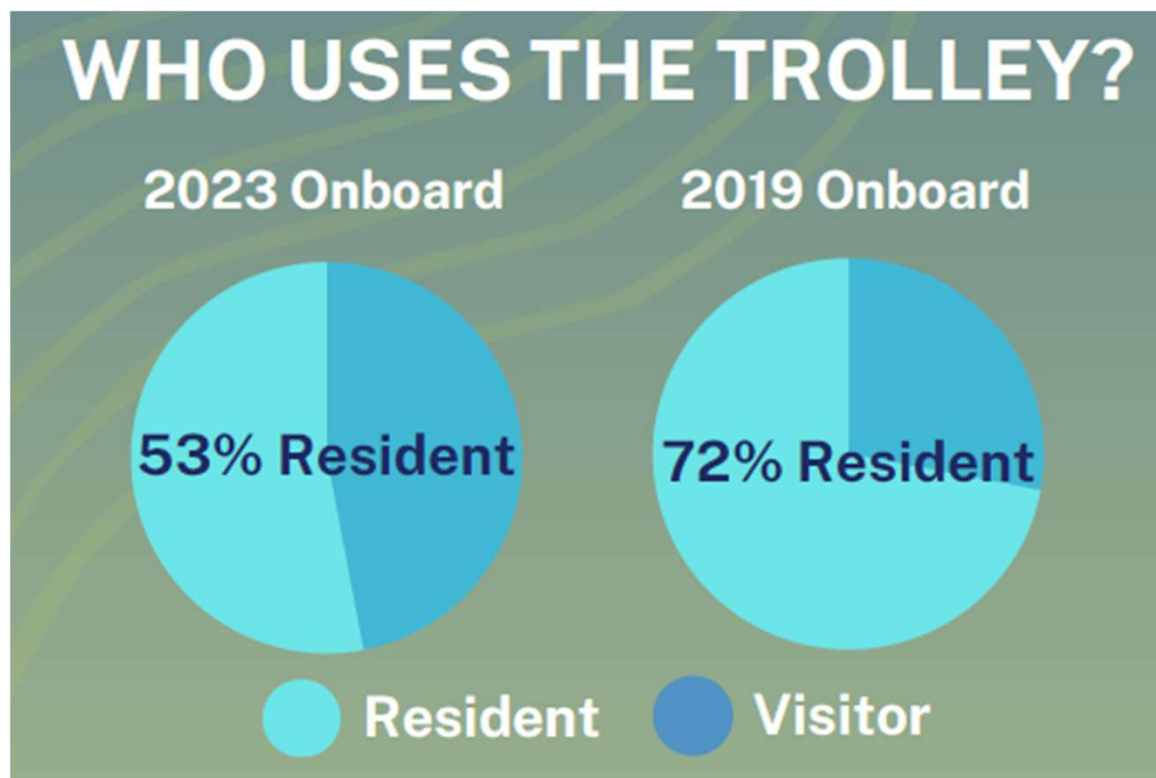 WHO USES THE TROLLEY?
2023 Onboard
2019 Onboard
53% Resident
72% Resident
Resident
Visitor